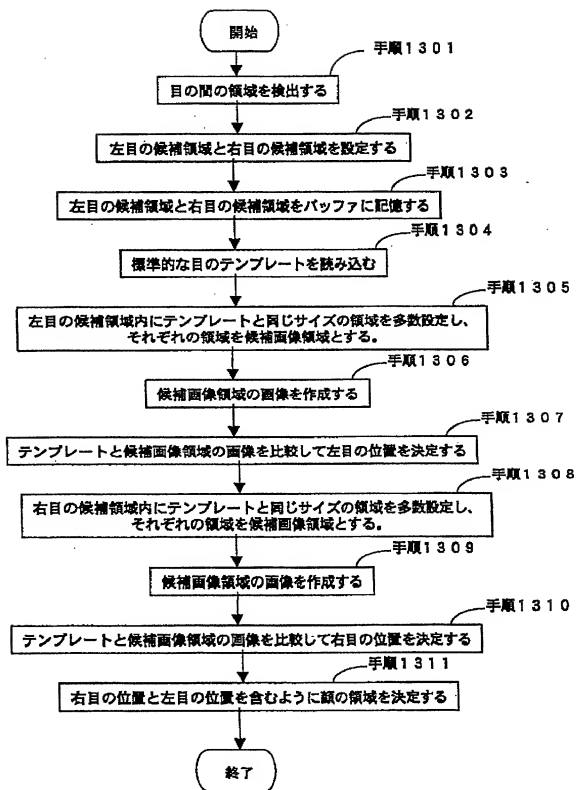 開始
手順1301
目の間の領域を検出する
手順1302
左目の候補領域と右目の候補領域を設定する
手順1303
左目の候補領域と右目の候補領域をバッファに記憶する
手順1304
標準的な目のテンプレートを読み込む
手順1305
左目の候補領域内にテンプレートと同じサイズの領域を多数設定し、
それぞれの領域を候補画像領域とする。
手順1306
候補画像領域の画像を作成する
手順1307
テンプレートと候補画像領域の画像を比較して左目の位置を決定する
手順1308
右目の候補領域内にテンプレートと同じサイズの領域を多数設定し、
それぞれの領域を候補画像領域とする。
手順1309
候補画像領域の画像を作成する
手順1310
テンプレートと候補画像領域の画像を比較して右目の位置を決定する
手順1311
右目の位置と左目の位置を含むように顔の領域を決定する
終了